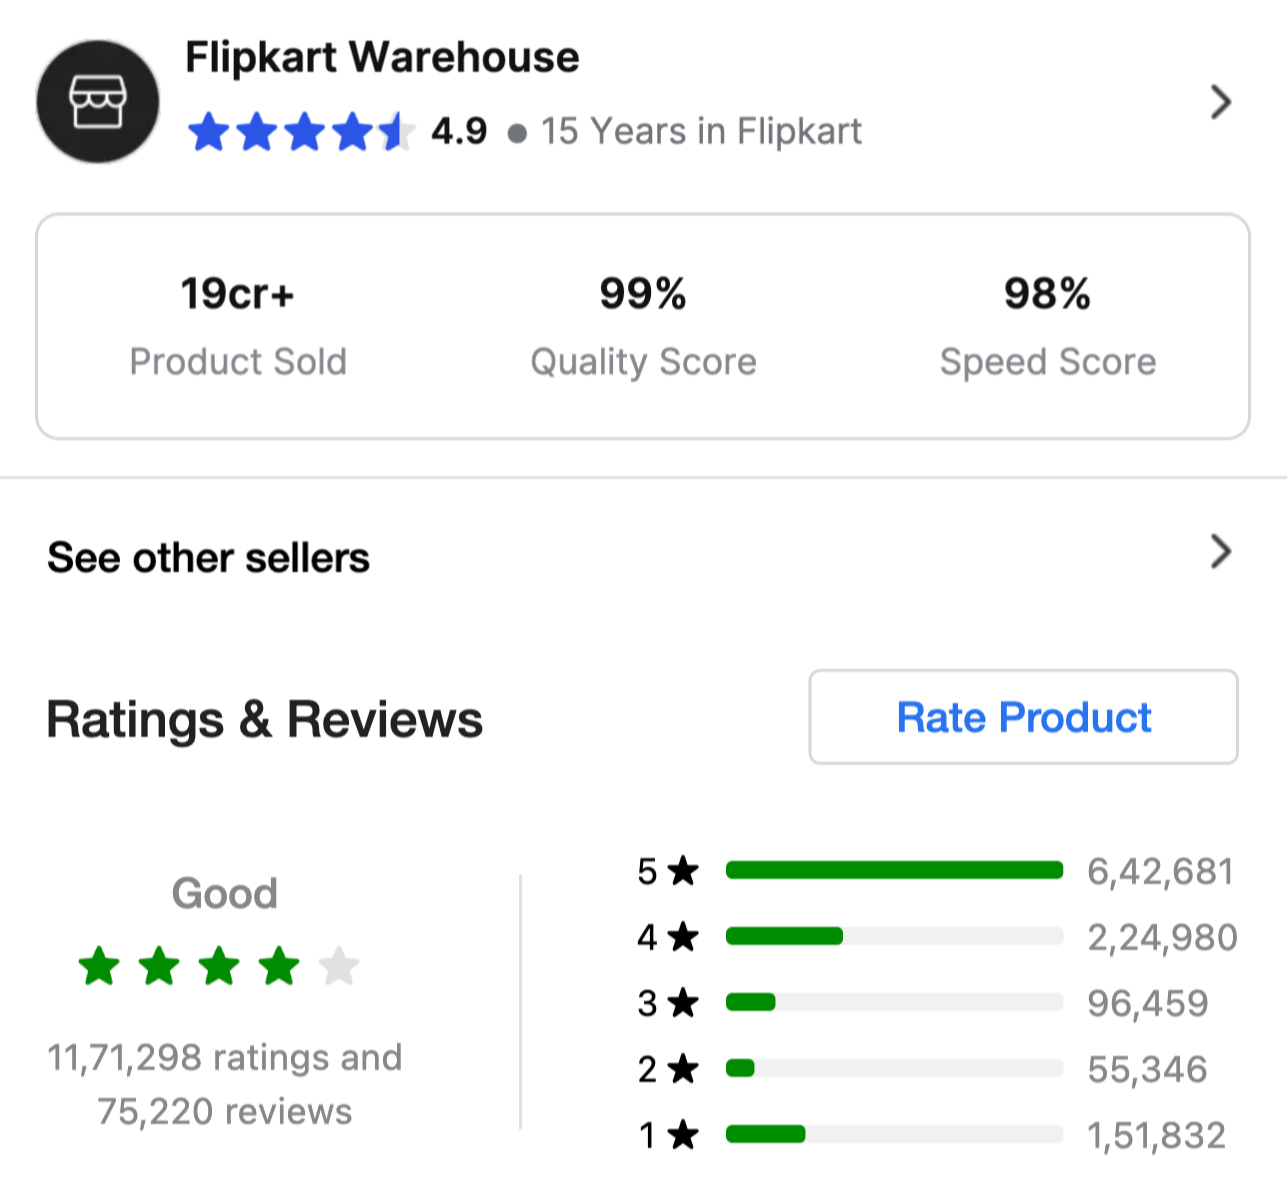 Flipkart Warehouse
4.9 ● 15 Years in Flipkart
19cr+ 99% 98%
Product Sold Quality Score Speed Score
See other sellers
Ratings & Reviews Rate Product
Good
11,71,298 ratings and
75,220 reviews
5 ★ 6,42,681
4 ★ 2,24,980
3 ★ 96,459
2 ★ 55,346
1 ★ 1,51,832